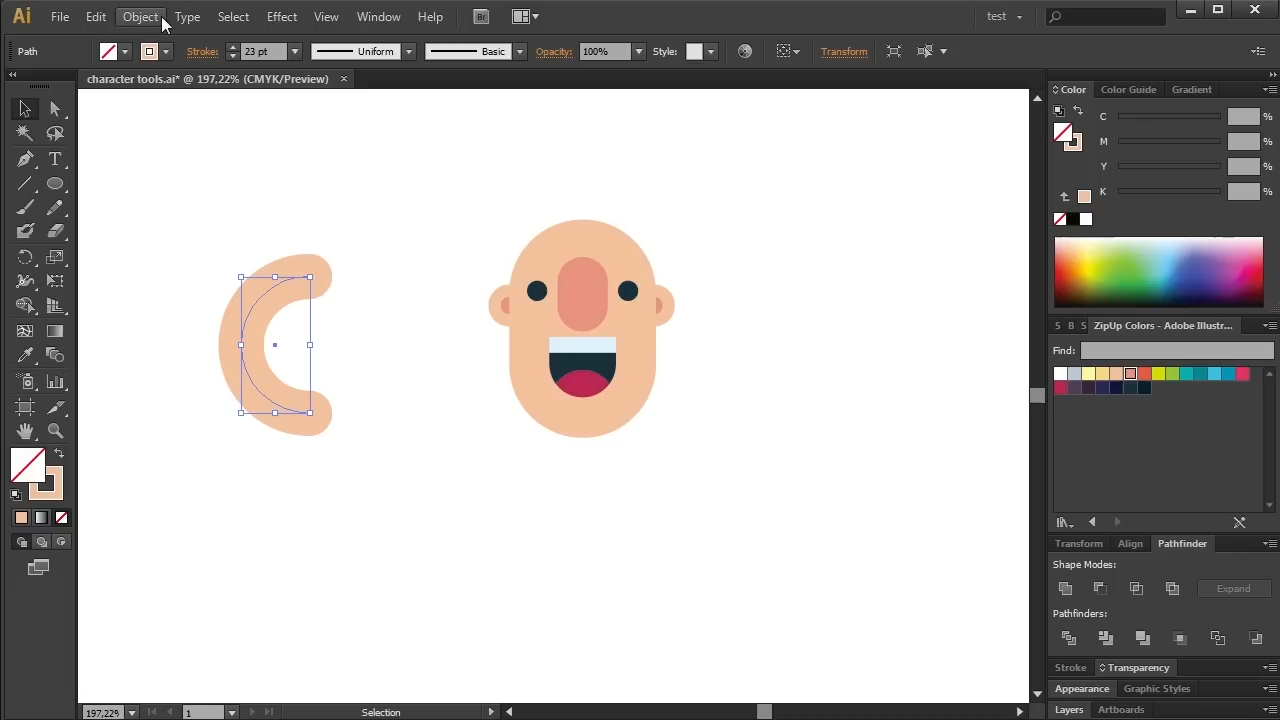 Ai File Edit Object Type Select Effect View Window Help Br test
Path Stroke: 23 pt Uniform Basic Opacity: 100% Style: Transform
character tools.ai* @ 197,22% (CMYK/Preview) ×
Color Color Guide Gradient
C %
M %
Y %
K %
S B S ZipUp Colors - Adobe Illustr...
Find:
Transform Align Pathfinder
Shape Modes:
Expand
Pathfinders:
Stroke Transparency
Appearance Graphic Styles
Layers Artboards
197,22% 1 Selection